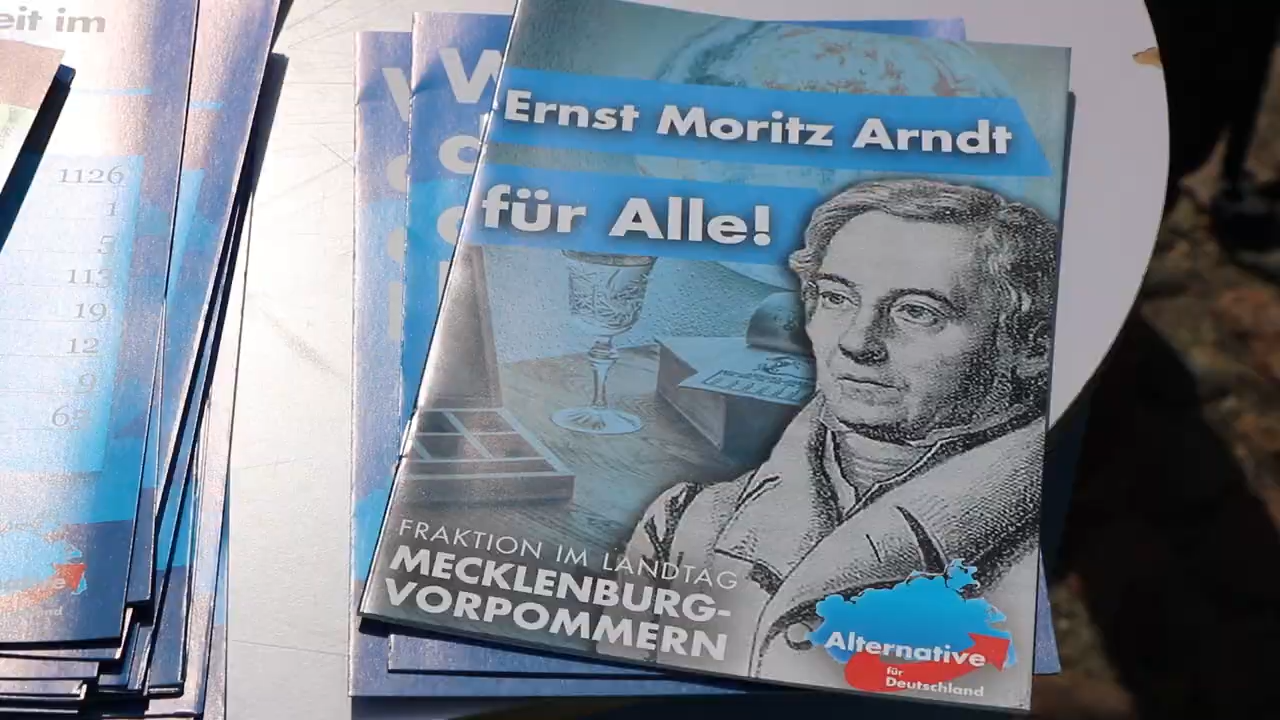 eit im
1126
1
5
113
19
12
9
Ernst Moritz Arndt
für Alle!
FRAKTION IM LANDTAG
MECKLENBURG-
VORPOMMERN
Alternative
für
Deutschland